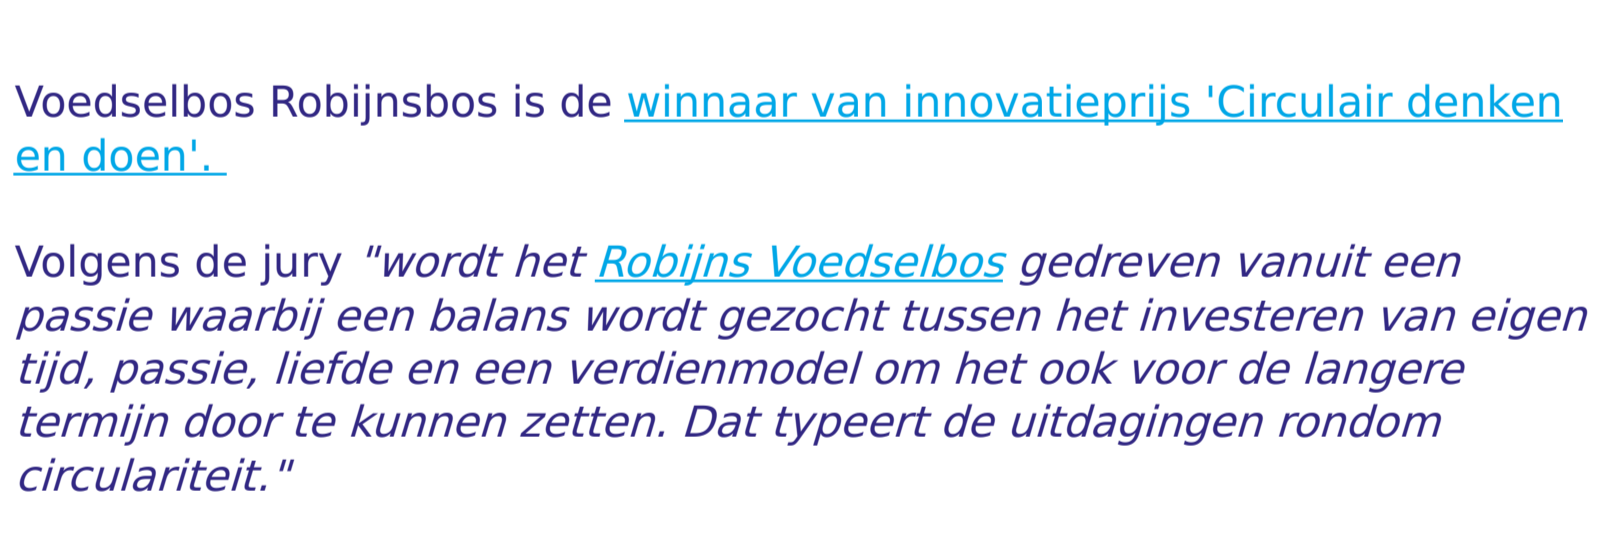 Voedselbos Robijnsbos is de winnaar van innovatieprijs 'Circulair denken
en doen'.
Volgens de jury "wordt het Robijns Voedselbos gedreven vanuit een
passie waarbij een balans wordt gezocht tussen het investeren van eigen
tijd, passie, liefde en een verdienmodel om het ook voor de langere
termijn door te kunnen zetten. Dat typeert de uitdagingen rondom
circulariteit."